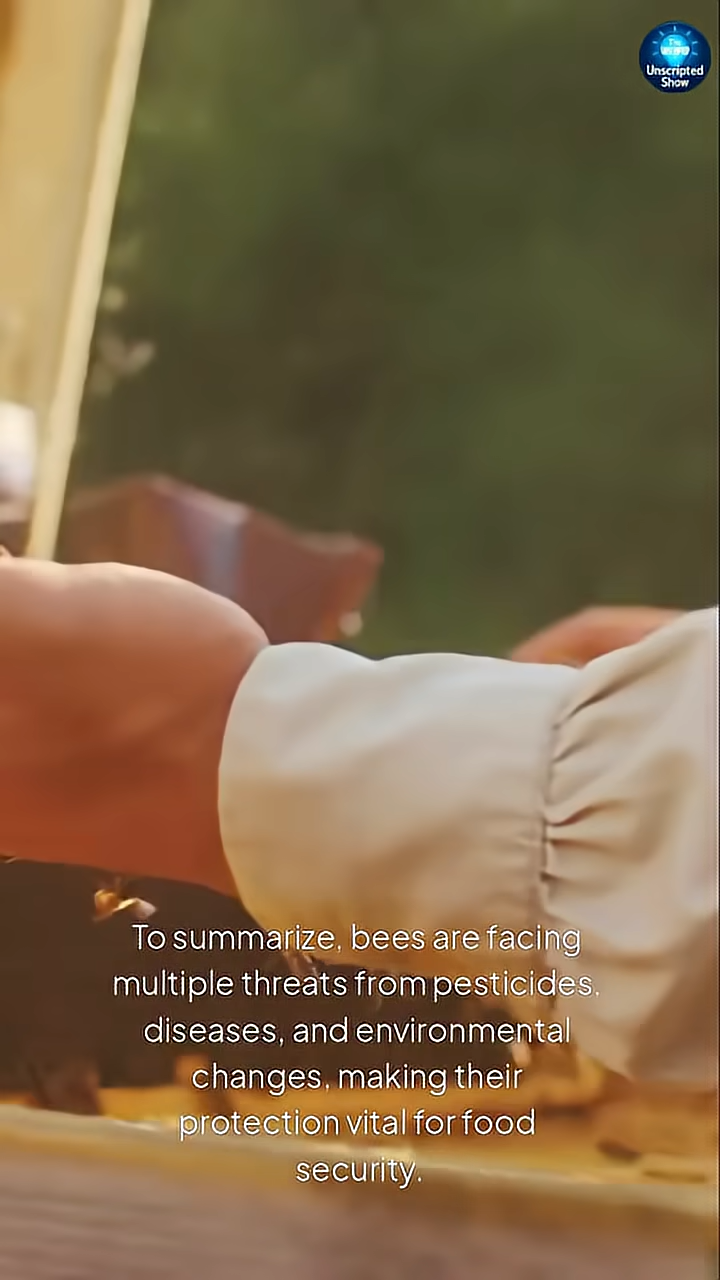 Unscripted
Show
To summarize, bees are facing
multiple threats from pesticides,
diseases, and environmental
changes, making their
protection vital for food
security.